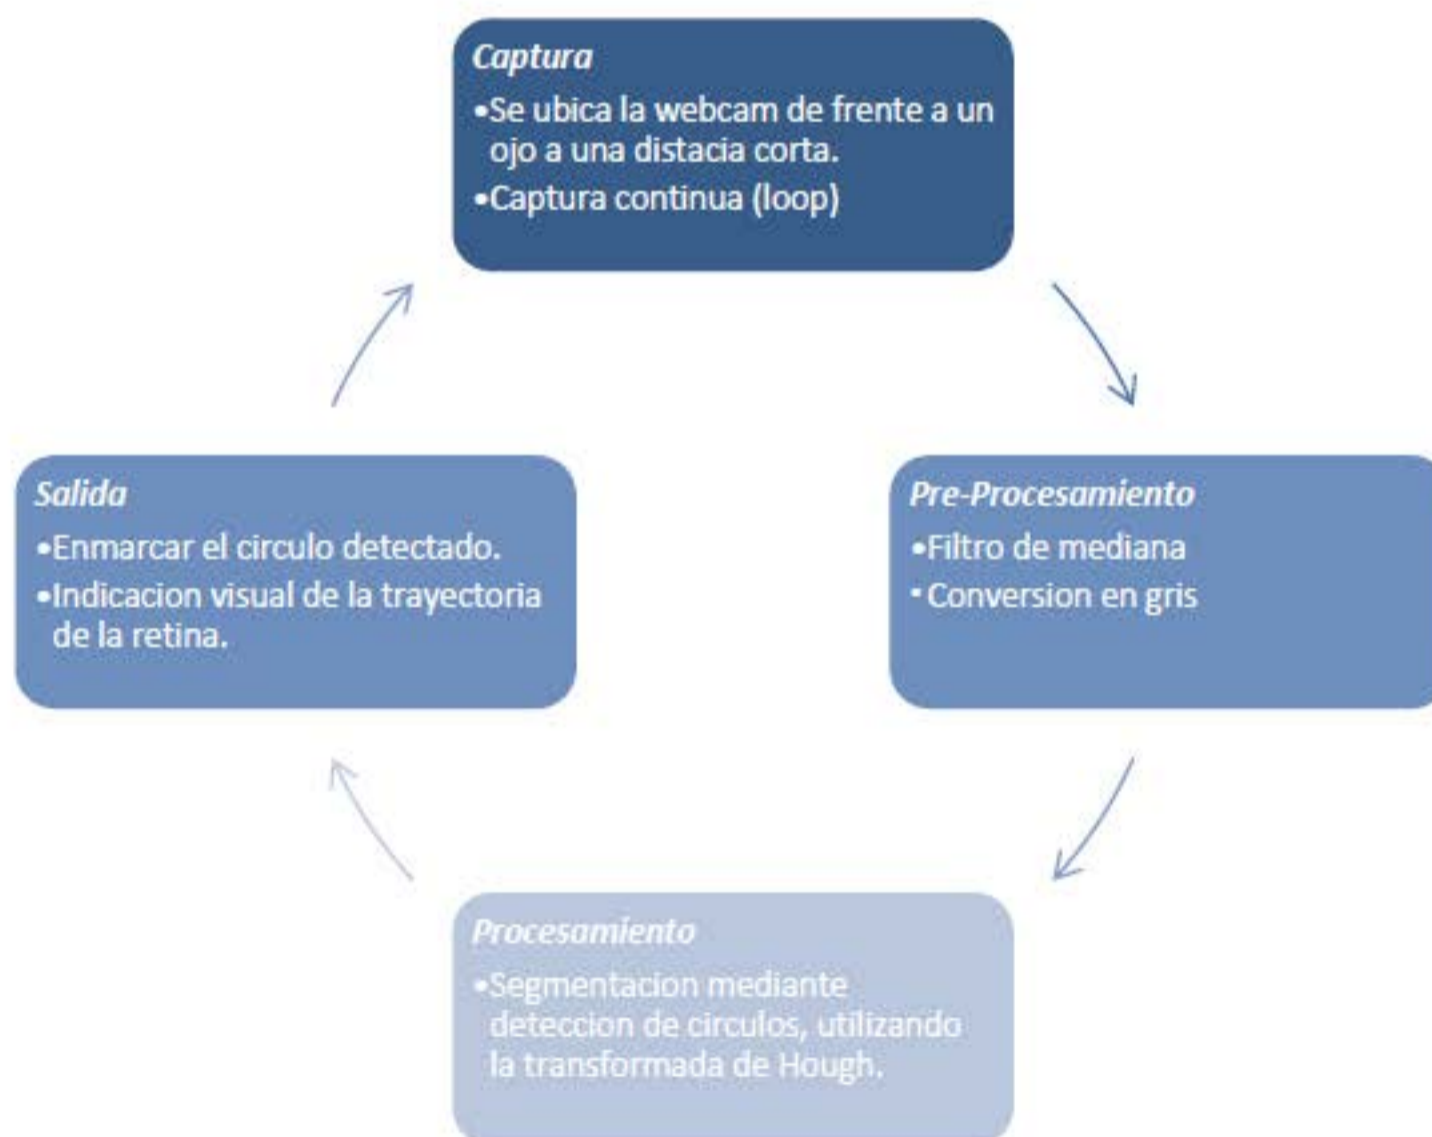 Captura
•Se ubica la webcam de frente a un
ojo a una distacia corta.
•Captura continua (loop)
Pre-Procesamiento
•Filtro de mediana
•Conversion en gris
Procesamiento
•Segmentacion mediante
deteccion de circulos, utilizando
la transformada de Hough.
Salida
•Enmarcar el circulo detectado.
•Indicacion visual de la trayectoria
de la retina.